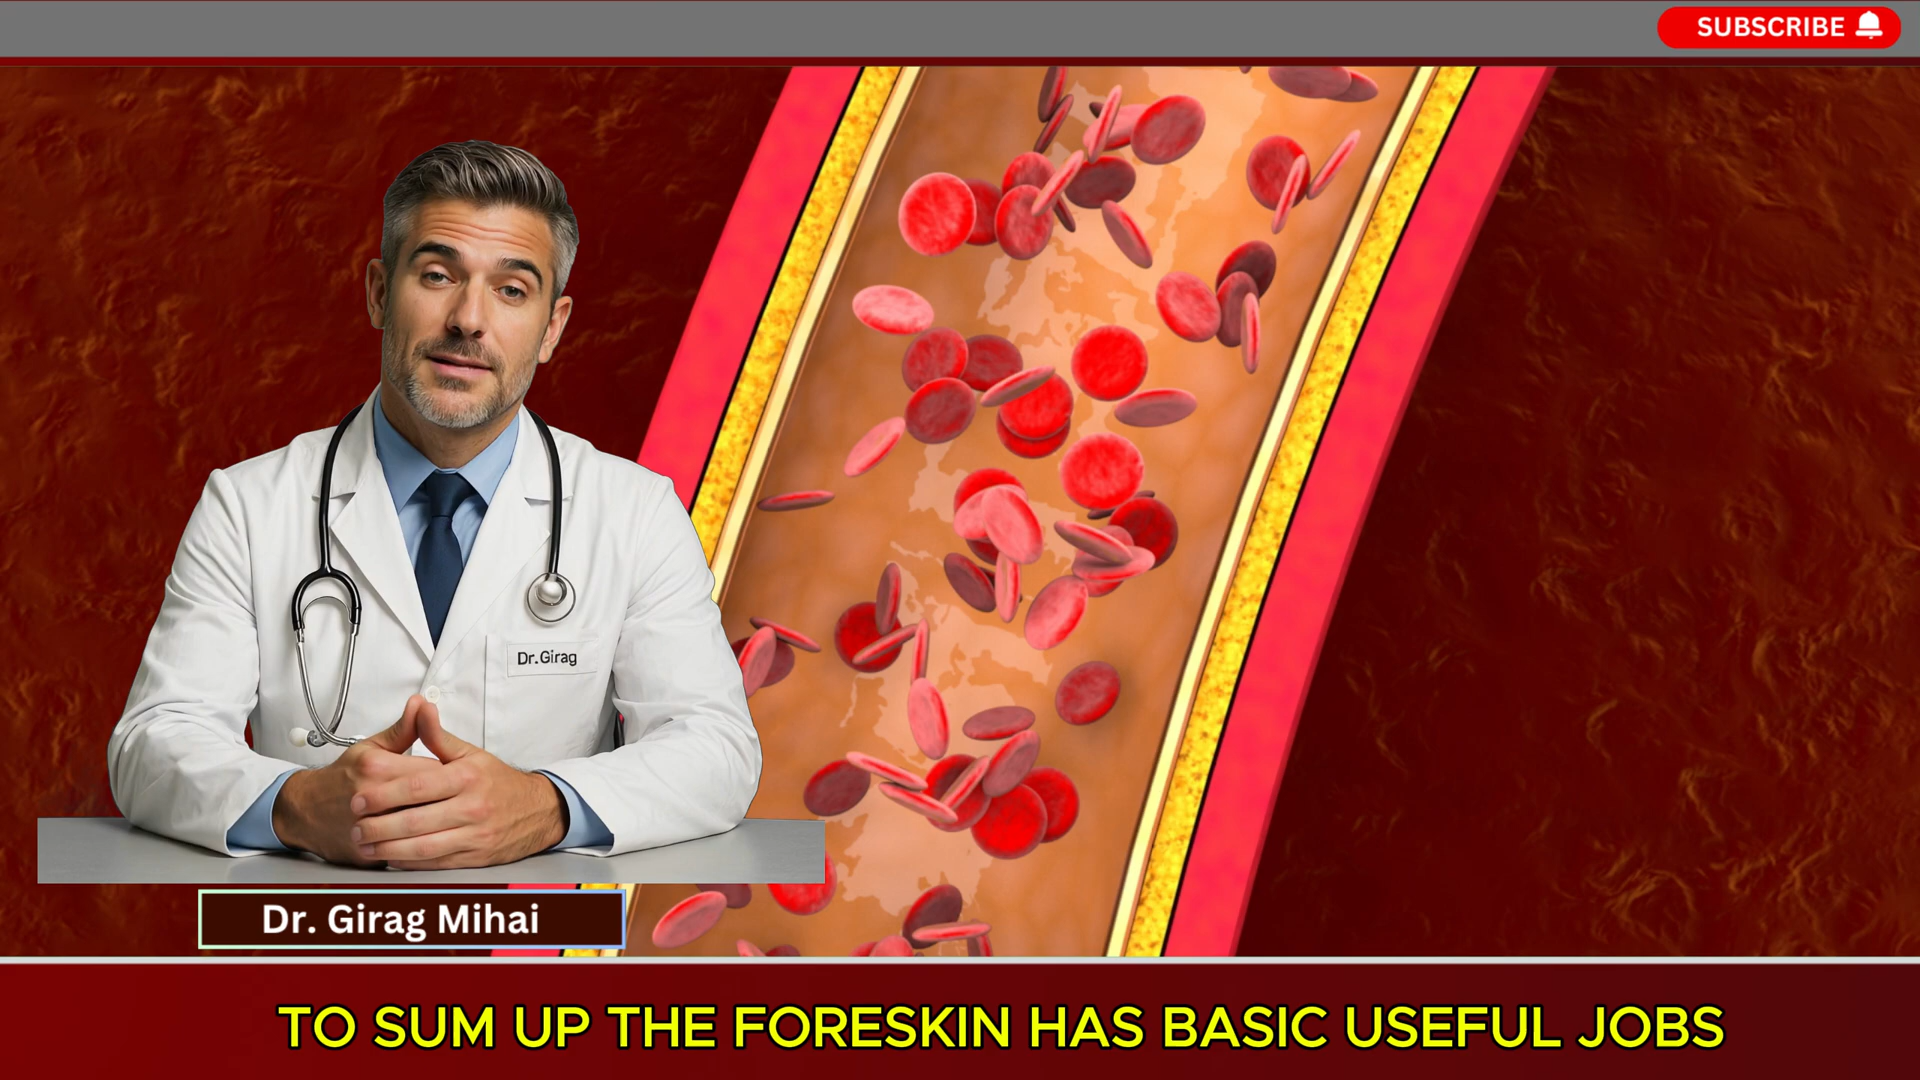 SUBSCRIBE
Dr.Girag
Dr. Girag Mihai
TO SUM UP THE FORESKIN HAS BASIC USEFUL JOBS